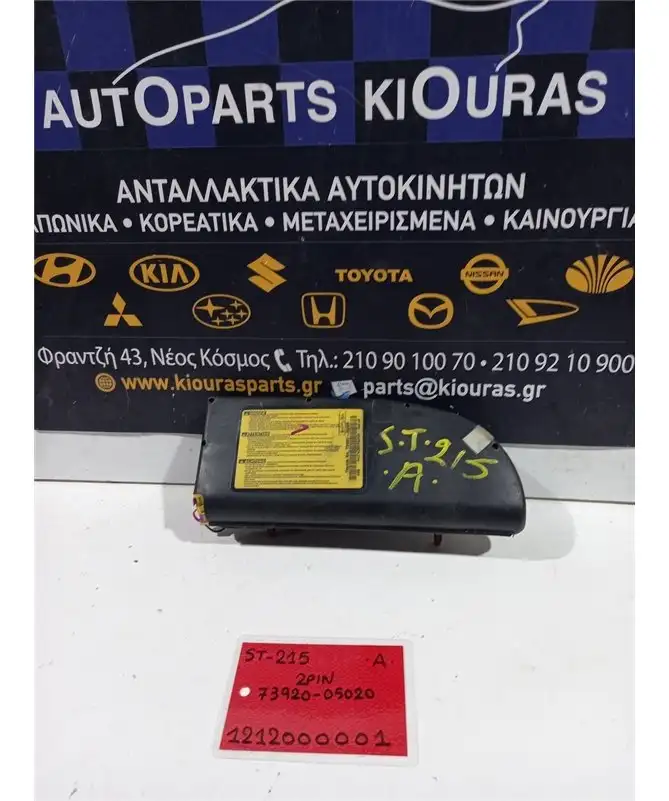 AUTOPARTS KIOURAS
ΑΝΤΑΛΛΑΚΤΙΚΑ ΑΥΤΟΚΙΝΗΤΩΝ
ΑΠΩΝΙΚΑ • ΚΟΡΕΑΤΙΚΑ • ΜΕΤΑΧΕΙΡΙΣΜΕΝΑ • ΚΑΙΝΟΥΡΓΙΑ
KIA
TOYOTA
NISSAN
Φραντζή 43, Νέος Κόσμος Τηλ.: 210 90 100 70 • 210 92 10 900
www.kiourasparts.gr parts@kiouras.gr
S.T.215
.A.
ST-215 .A.
2PIN
73920-05020
1212000001